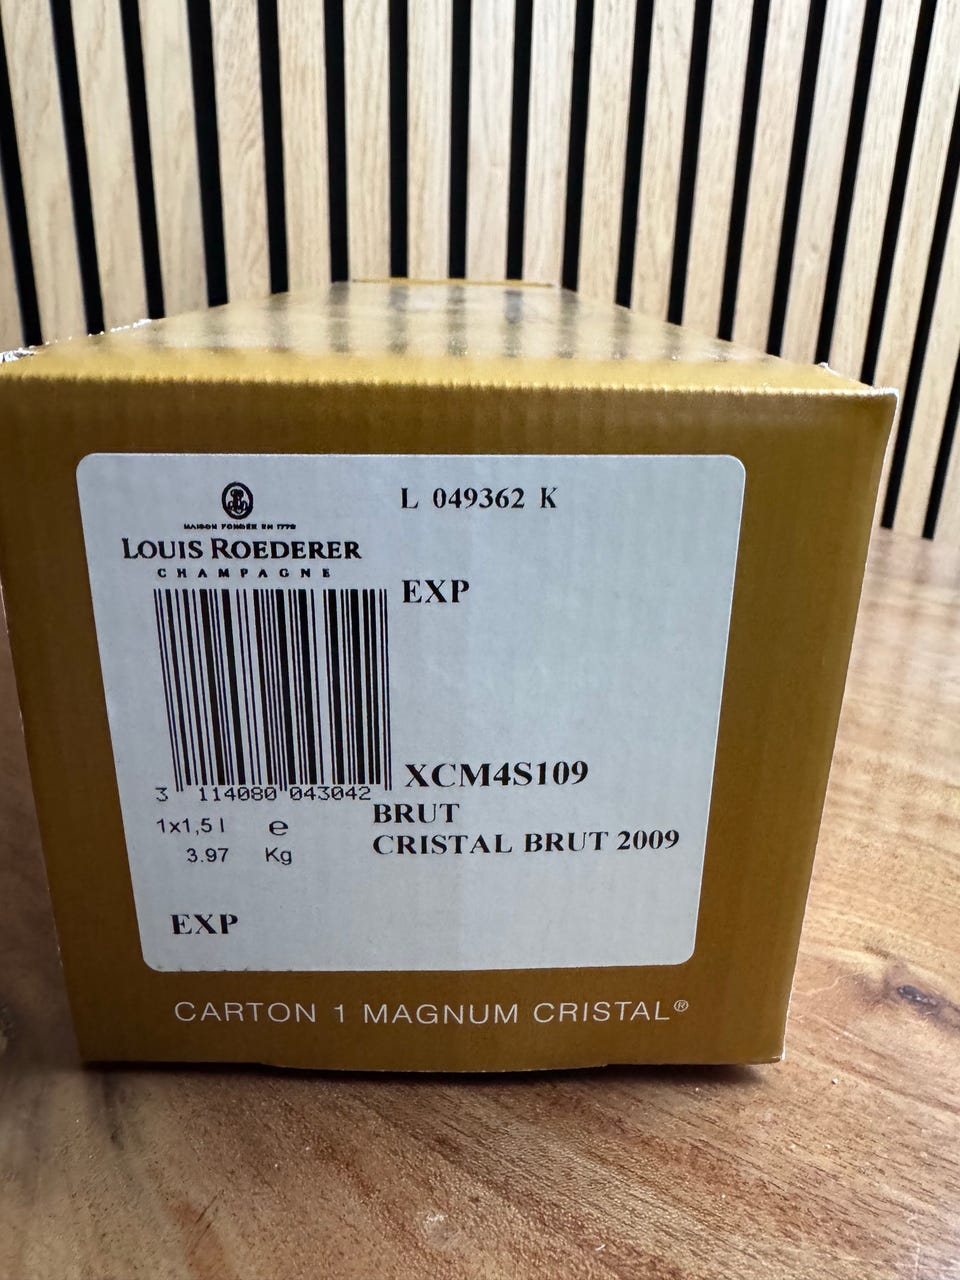 L 049362 K
MAISON FONDÉE EN 1776
LOUIS ROEDERER
CHAMPAGNE
EXP
3 114080 043042
XCM4S109
1x1,5 l e
BRUT
3.97 Kg
CRISTAL BRUT 2009
EXP
CARTON 1 MAGNUM CRISTAL®